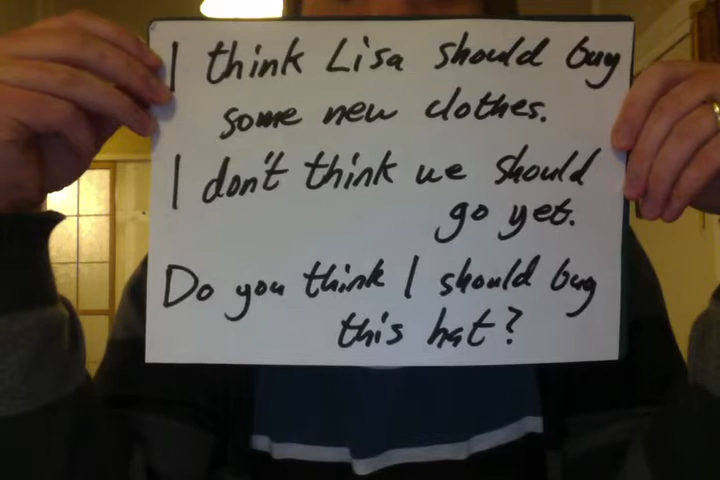 I think Lisa should buy
some new clothes.
I don't think we should
go yet.
Do you think I should buy
this hat?